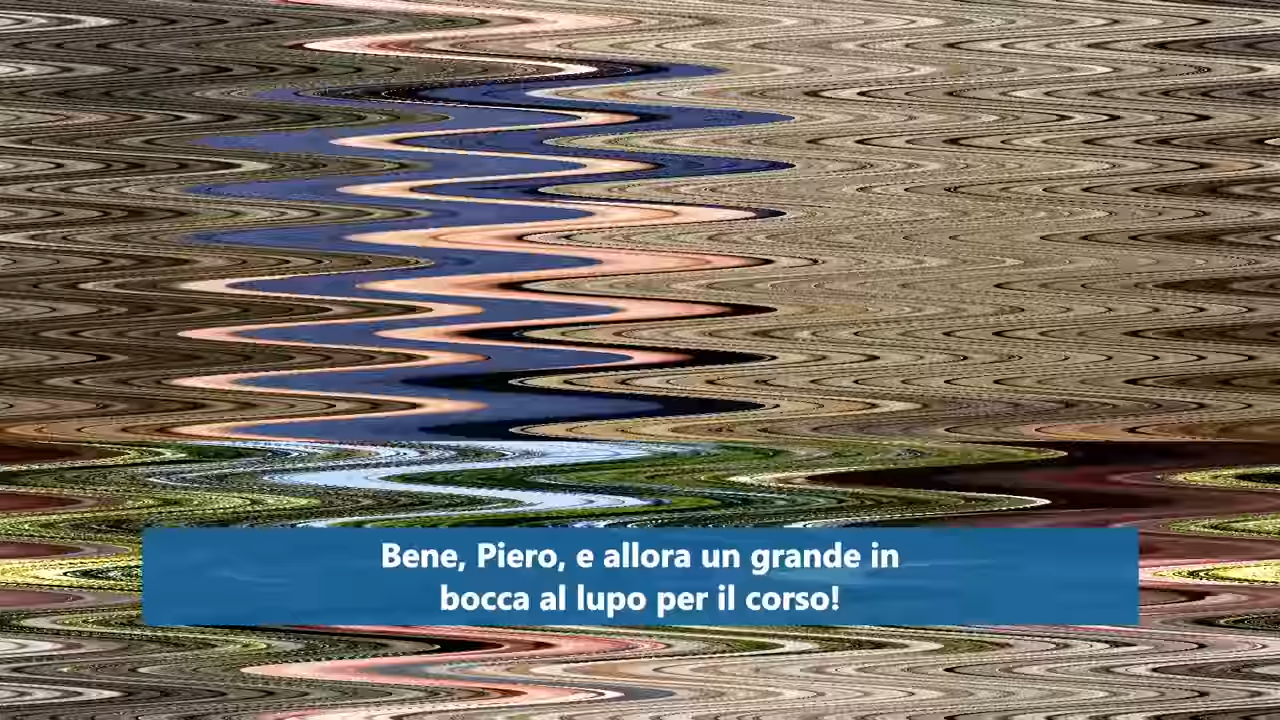 Bene, Piero, e allora un grande in
bocca al lupo per il corso!